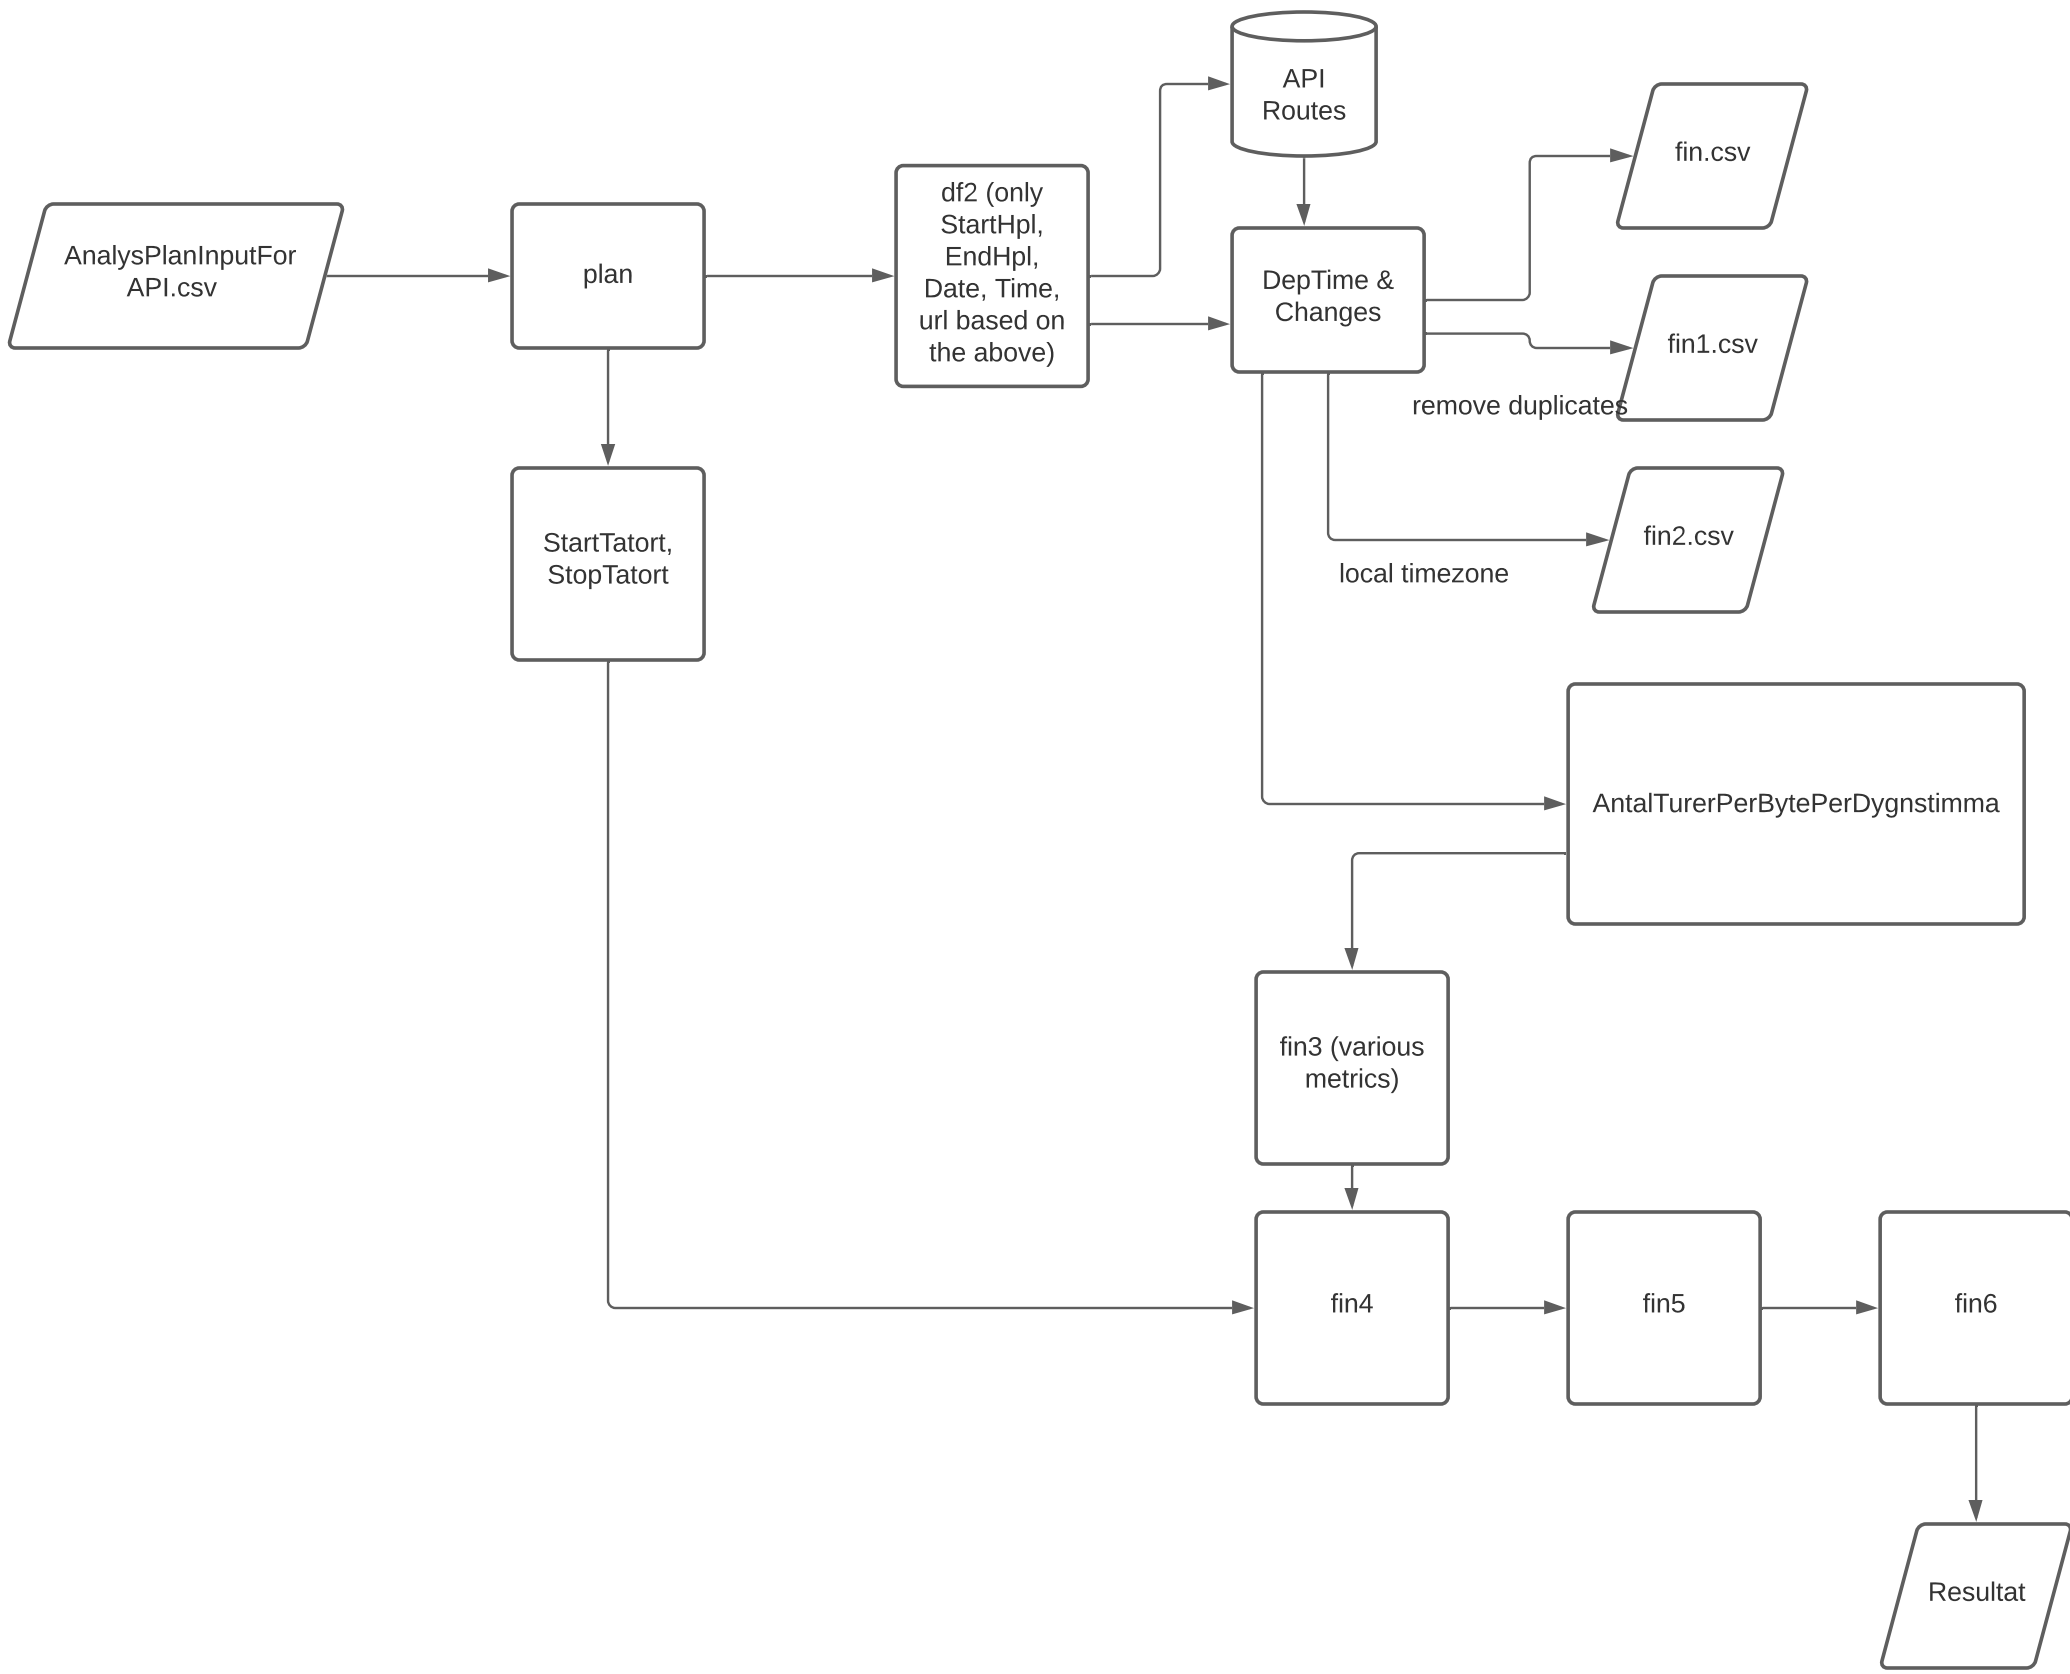 API
Routes
fin.csv
df2 (only
StartHpl,
EndHpl,
Date, Time,
url based on
the above)
AnalysPlanInputFor
API.csv
plan
DepTime &
Changes
fin1.csv
remove duplicates
StartTatort,
StopTatort
fin2.csv
local timezone
AntalTurerPerBytePerDygnstimma
fin3 (various
metrics)
fin4
fin5
fin6
Resultat